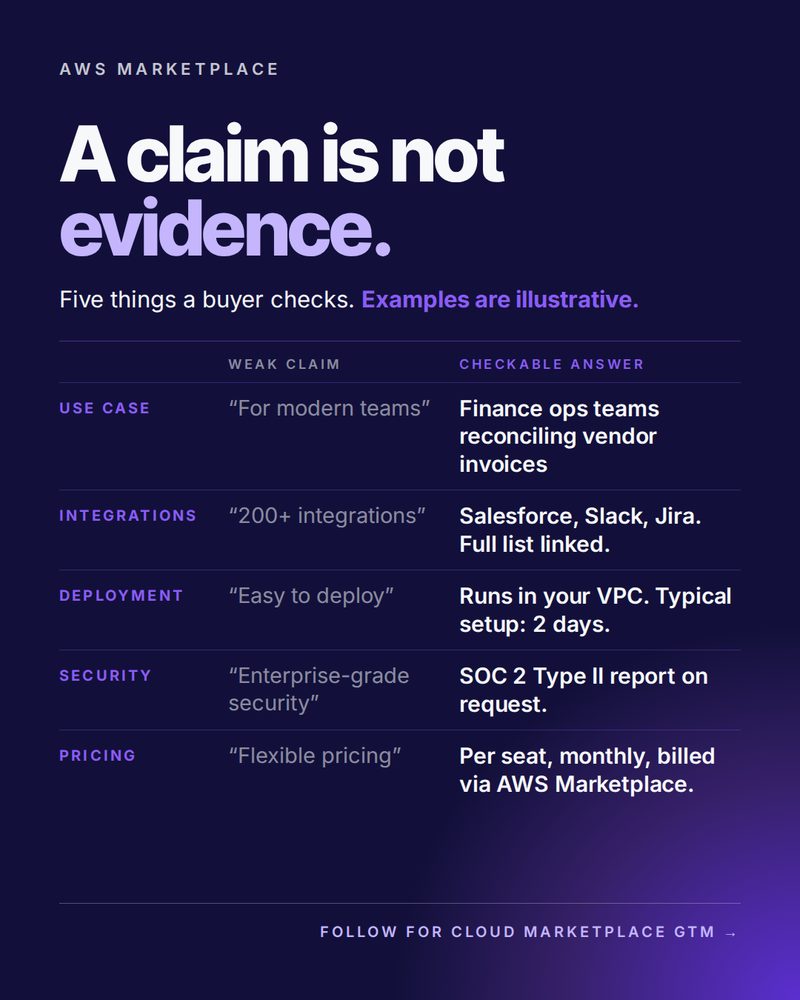 AWS MARKETPLACE
A claim is not
evidence.
Five things a buyer checks. Examples are illustrative.
WEAK CLAIM CHECKABLE ANSWER
USE CASE “For modern teams” Finance ops teams
reconciling vendor
invoices
INTEGRATIONS “200+ integrations” Salesforce, Slack, Jira.
Full list linked.
DEPLOYMENT “Easy to deploy” Runs in your VPC. Typical
setup: 2 days.
SECURITY “Enterprise-grade SOC 2 Type II report on
security” request.
PRICING “Flexible pricing” Per seat, monthly, billed
via AWS Marketplace.
FOLLOW FOR CLOUD MARKETPLACE GTM →